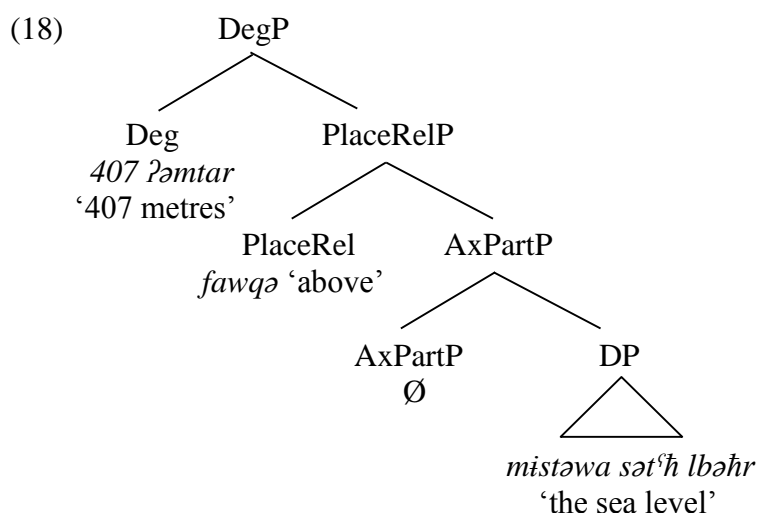 (18) DegP
Deg PlaceRelP
407 ʔəmtar
‘407 metres’
PlaceRel AxPartP
fawqə ‘above’
AxPartP DP
Ø
mɨstəwa sətˤħ lbəħr
‘the sea level’